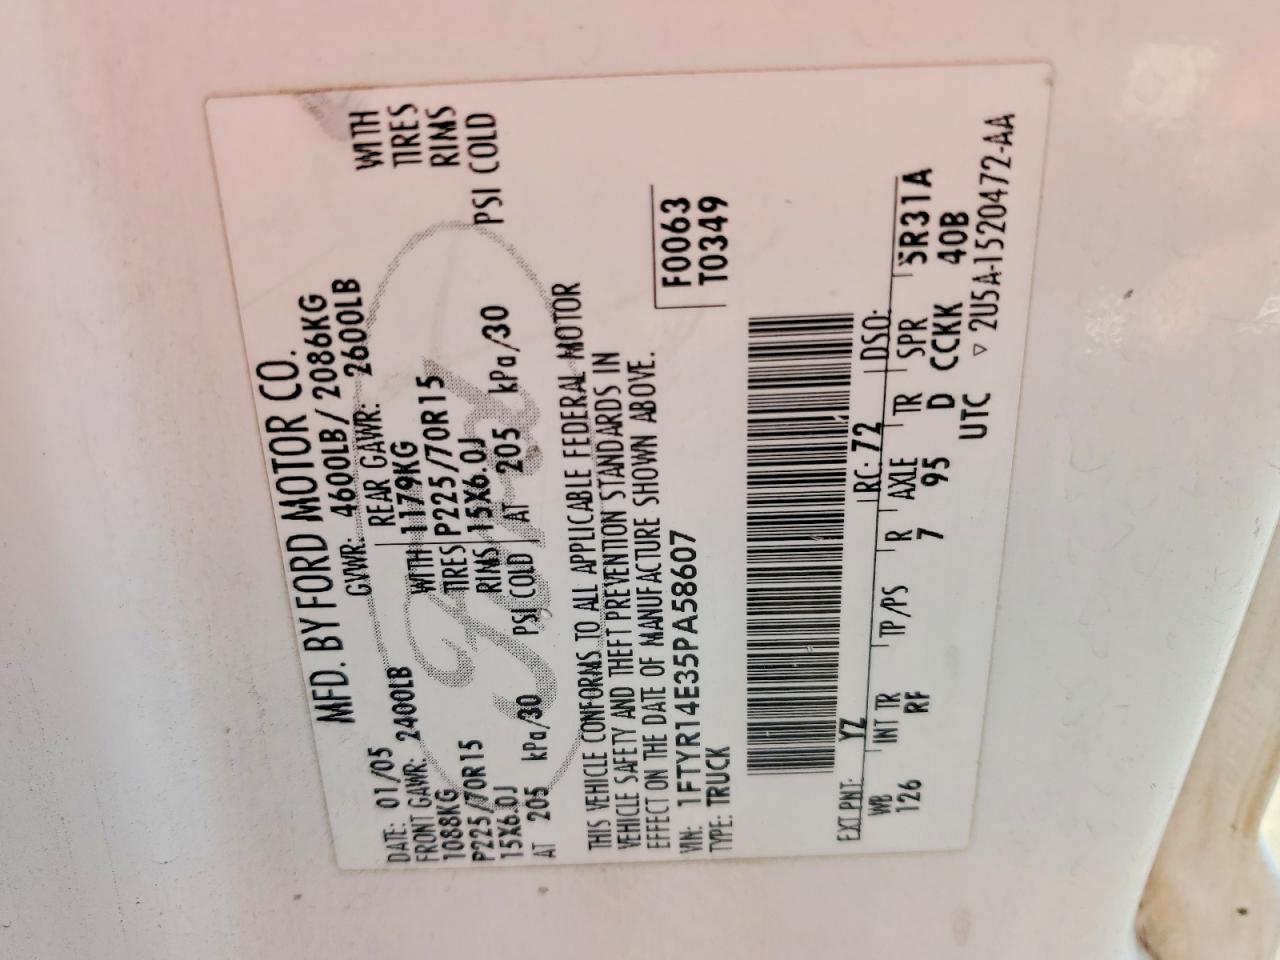 MFD. BY FORD MOTOR CO.
DATE: 01/05 GVWR: 4600LB/2086KG
FRONT GAWR: 2400LB REAR GAWR: 2600LB
1088KG WITH 1179KG WITH
P225/70R15 TIRES P225/70R15 TIRES
15X6.0J RIMS 15X6.0J RIMS
AT 205 kPa/30 PSI COLD AT 205 kPa/30 PSI COLD
THIS VEHICLE CONFORMS TO ALL APPLICABLE FEDERAL MOTOR
VEHICLE SAFETY AND THEFT PREVENTION STANDARDS IN
EFFECT ON THE DATE OF MANUFACTURE SHOWN ABOVE.
VIN: 1FTYR14E35PA58607 F0063
TYPE: TRUCK T0349
EXT PNT: YZ RC: 72 DSO:
WB INT TR TP/PS R AXLE TR SPR 5R31A
126 RF 7 95 D CCKK 40B
UTC ▽ 2U5A-1520472-AA
Ford